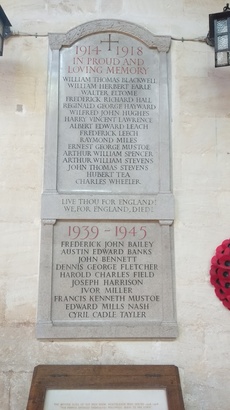 1914 - 1918
IN PROUD AND
LOVING MEMORY
WILLIAM THOMAS BLACKWELL
WILLIAM HERBERT EARLE
WALTER EITOME
FREDERICK RICHARD HALL
REGINALD GEORGE HAYWARD
WILFRED JOHN HUGHES
HARRY VINCENT LAWRENCE
ALBERT EDWARD LEACH
FREDERICK LEECH
RAYMOND MILES
ERNEST GEORGE MUSTOE
ARTHUR WILLIAM SPENCER
ARTHUR WILLIAM STEVENS
JOHN THOMAS STEVENS
HUBERT TEA
CHARLES WHEELER
LIVE THOU FOR ENGLAND
WE, FOR ENGLAND, DIED.
1939 - 1945
FREDERICK JOHN BAILEY
AUSTIN EDWARD BANKS
JOHN BENNETT
DENNIS GEORGE FLETCHER
HAROLD CHARLES FIELD
JOSEPH HARRISON
IVOR MILLER
FRANCIS KENNETH MUSTOE
EDWARD MILLS NASH
CYRIL CADLE TAYLER